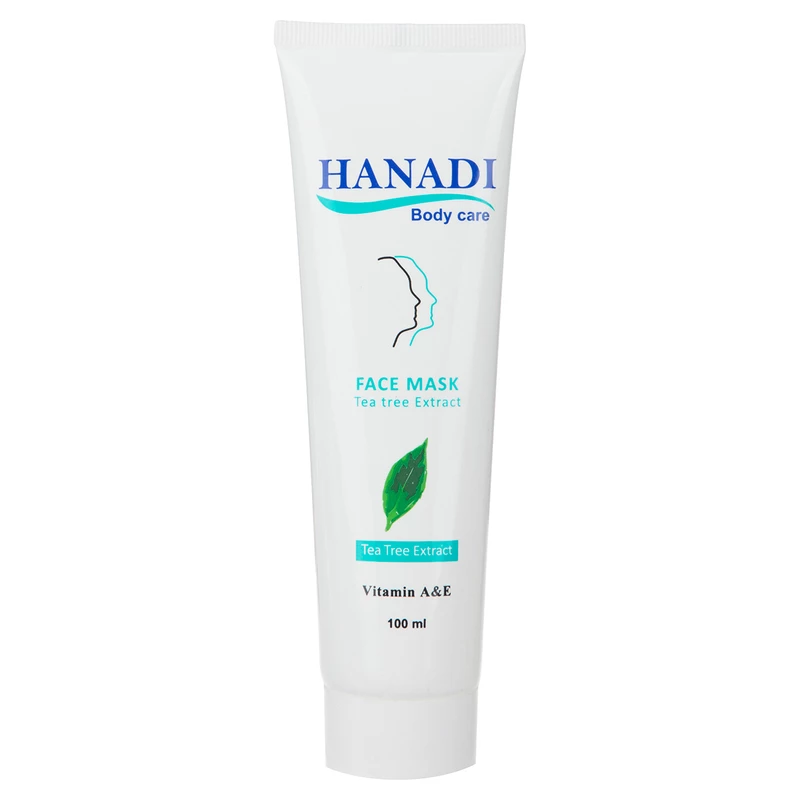 HANADI
Body care
FACE MASK
Tea tree Extract
Tea Tree Extract
Vitamin A&E
100 ml